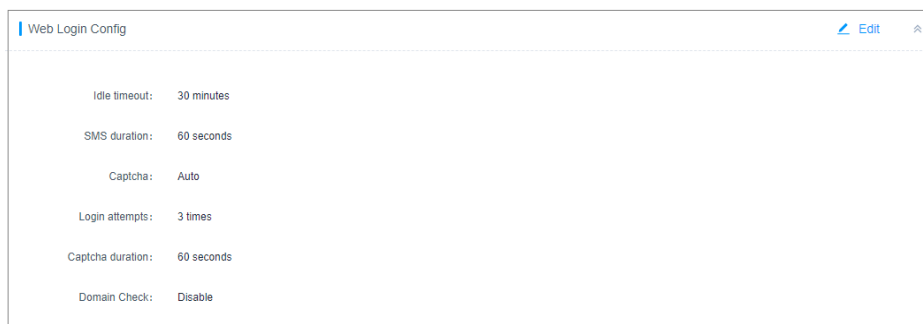 Web Login Config Edit
Idle timeout: 30 minutes
SMS duration: 60 seconds
Captcha: Auto
Login attempts: 3 times
Captcha duration: 60 seconds
Domain Check: Disable